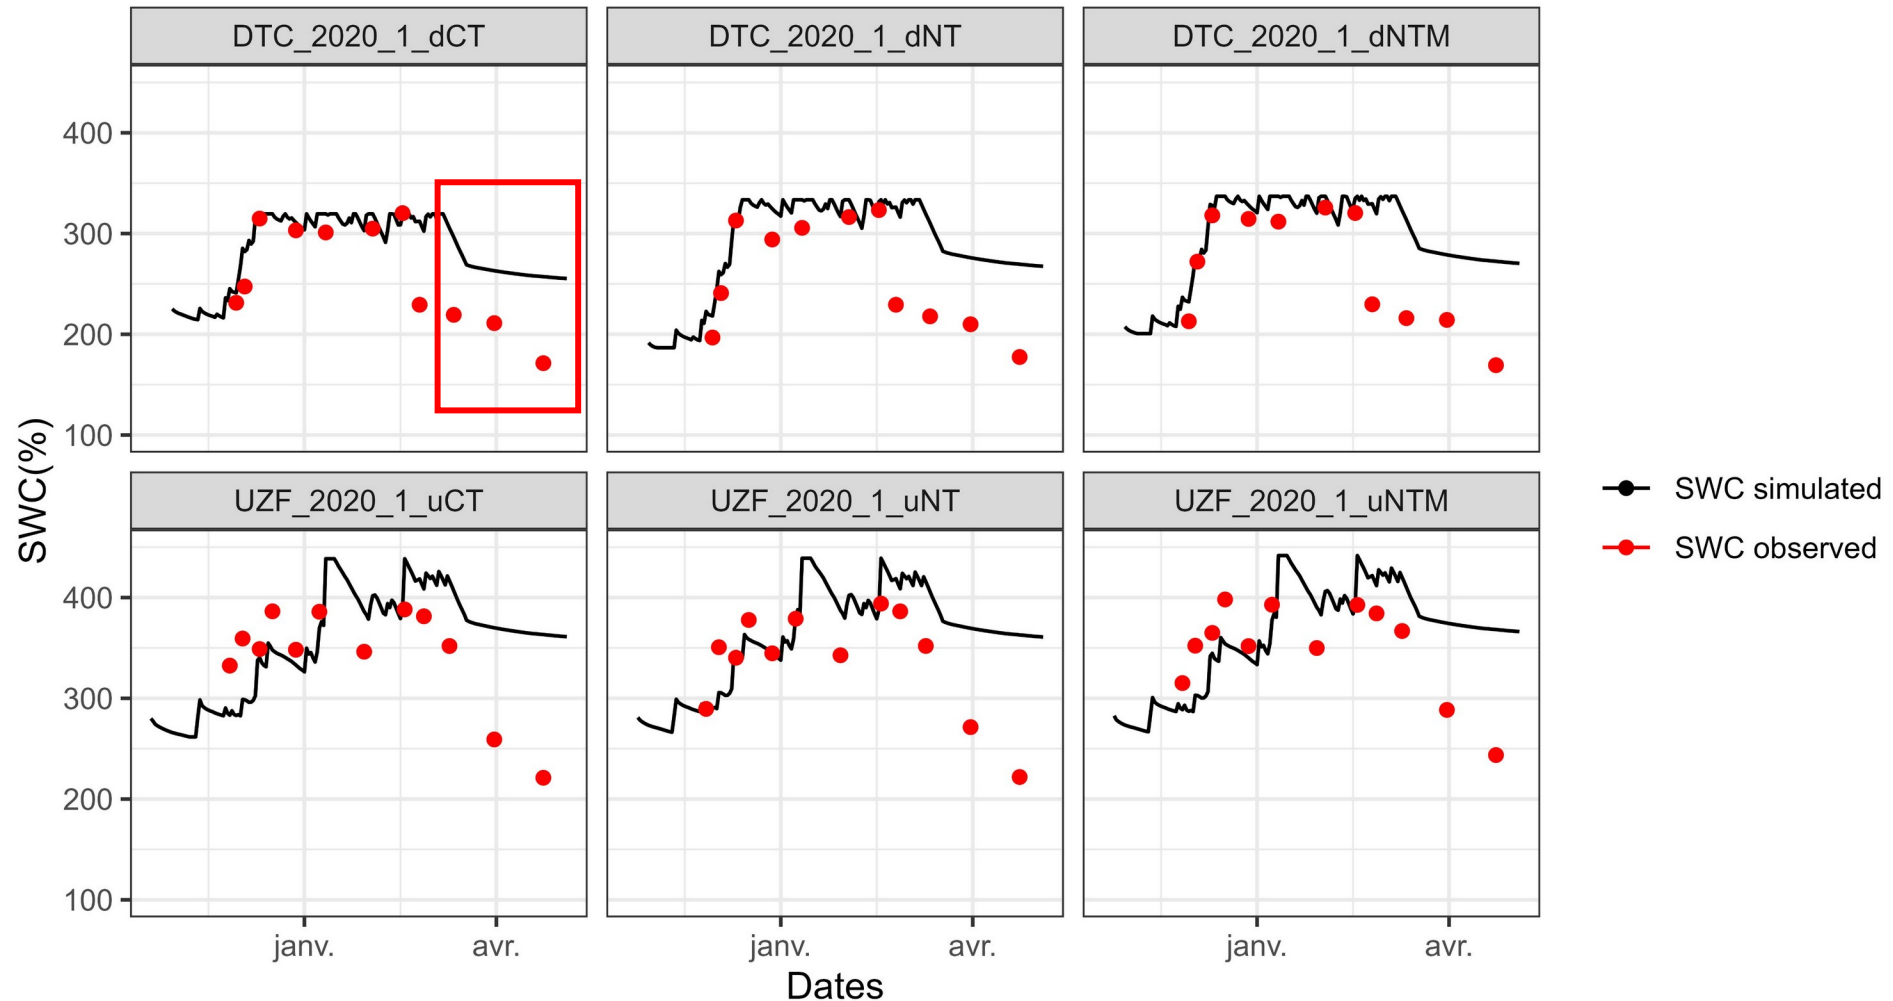 DTC_2020_1_dCT
DTC_2020_1_dNT
DTC_2020_1_dNTM
400
300
200
100
UZF_2020_1_uCT
UZF_2020_1_uNT
UZF_2020_1_uNTM
400
300
200
100
SWC(%)
janv.
avr.
janv.
avr.
janv.
avr.
Dates
SWC simulated
SWC observed